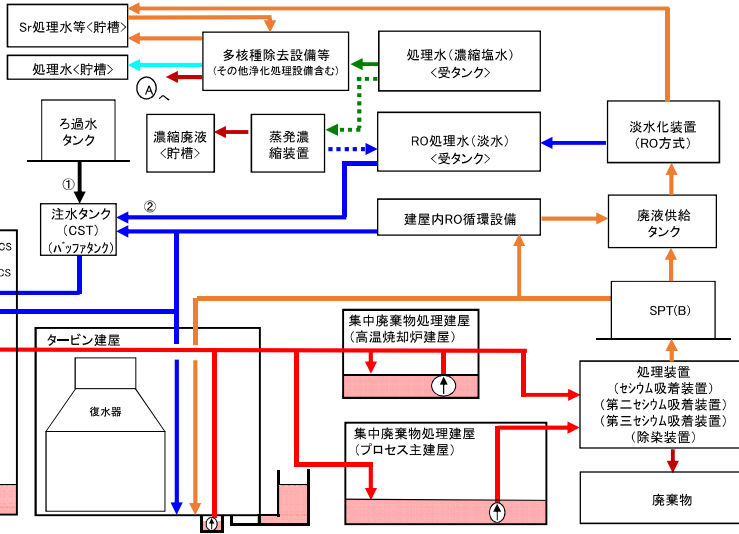 Sr処理水等<貯槽>
処理水<貯槽>
多核種除去設備等
(その他浄化処理設備含む)
Aへ
処理水(濃縮塩水)
<受タンク>
ろ過水
タンク
濃縮廃液
<貯槽>
蒸発濃
縮装置
RO処理水(淡水)
<受タンク>
淡水化装置
(RO方式)
①
②
注水タンク
(CST)
(バッファタンク)
建屋内RO循環設備
廃液供給
タンク
CS
CS
SPT(B)
タービン建屋
復水器
集中廃棄物処理建屋
(高温焼却炉建屋)
集中廃棄物処理建屋
(プロセス主建屋)
処理装置
(セシウム吸着装置)
(第二セシウム吸着装置)
(第三セシウム吸着装置)
(除染装置)
廃棄物